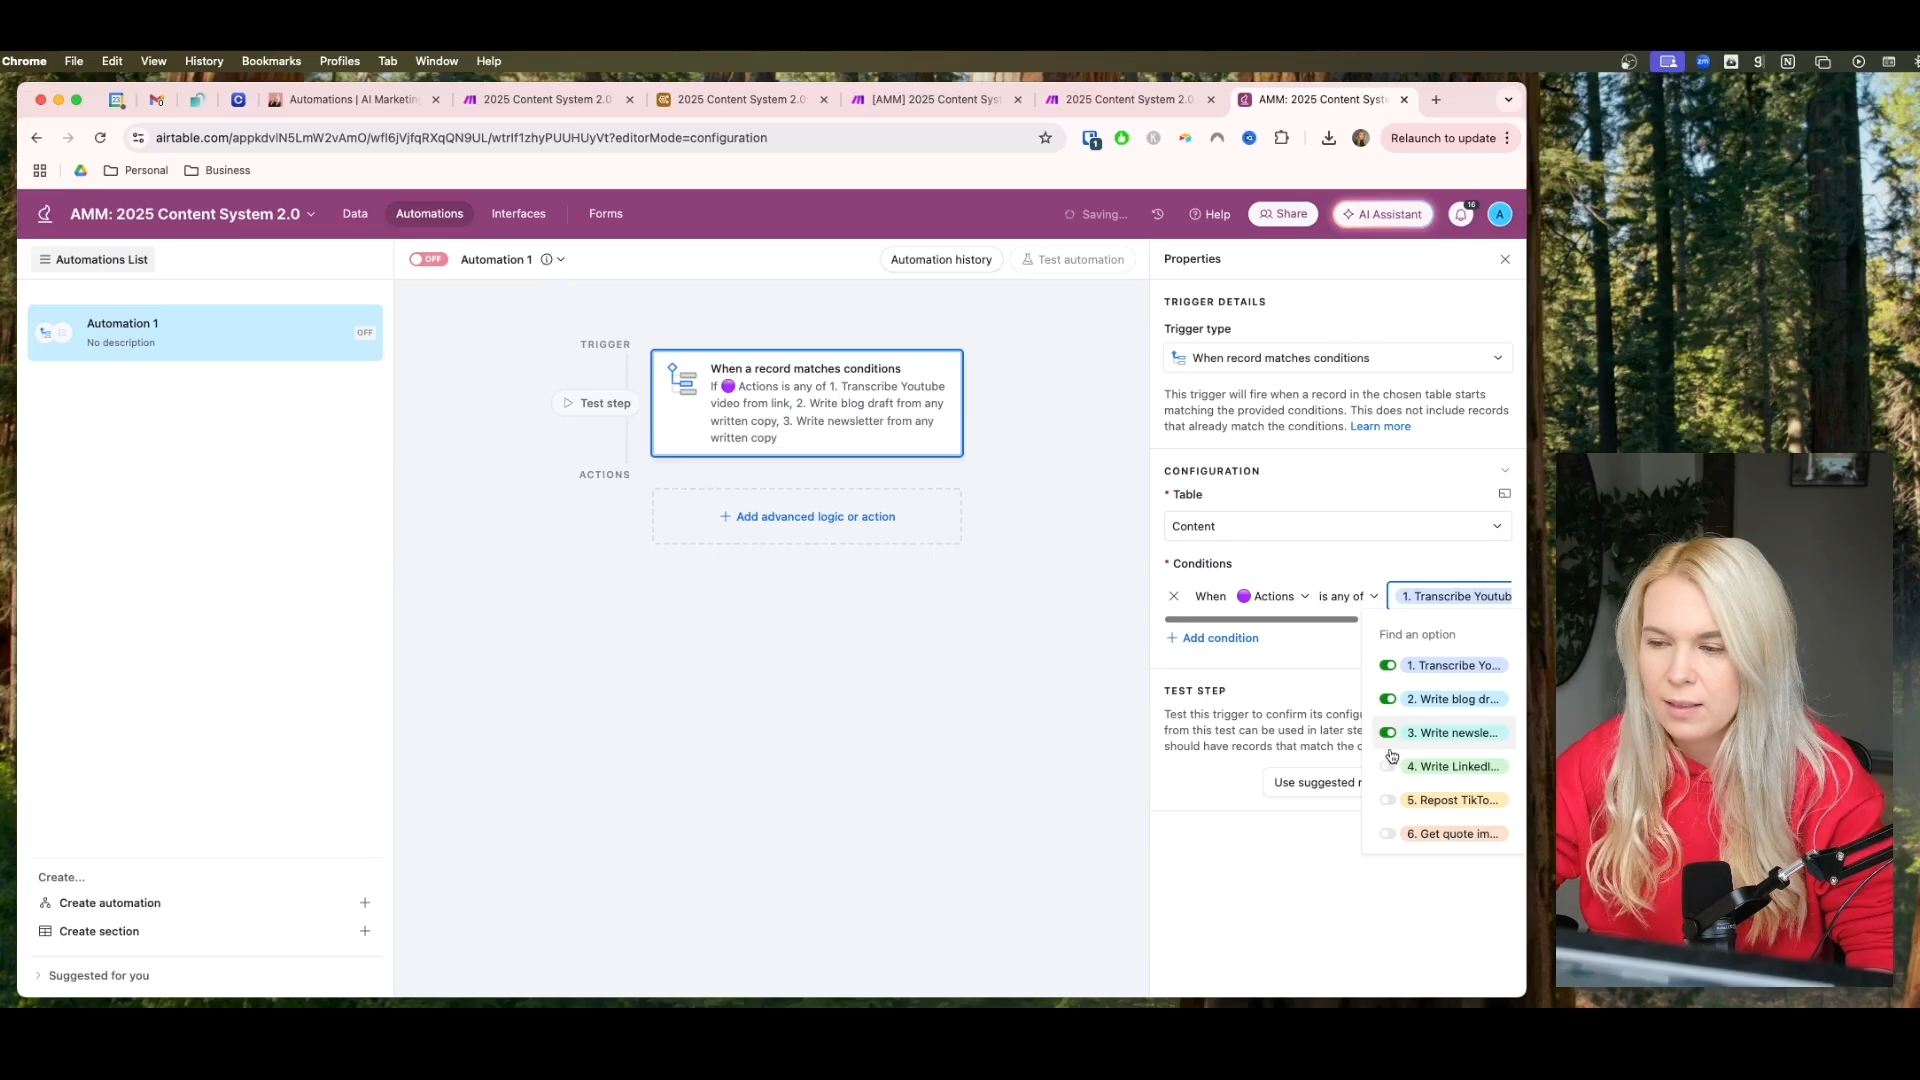 Chrome File Edit View History Bookmarks Profiles Tab Window Help
Automations | AI Marketin
2025 Content System 2.0
2025 Content System 2.0
[AMM] 2025 Content Syst
2025 Content System 2.0
AMM: 2025 Content Syste
airtable.com/appkdvlN5LmW2vAmO/wfl6jVjfqRXqQN9UL/wtrIf1zhyPUUHUyVt?editorMode=configuration
Relaunch to update
Personal
Business
AMM: 2025 Content System 2.0
Data
Automations
Interfaces
Forms
Saving...
Help
Share
AI Assistant
16
A
Automations List
OFF
Automation 1
Automation history
Test automation
Properties
Automation 1
No description
OFF
TRIGGER
Test step
When a record matches conditions
If 🟣 Actions is any of 1. Transcribe Youtube
video from link, 2. Write blog draft from any
written copy, 3. Write newsletter from any
written copy
ACTIONS
+ Add advanced logic or action
TRIGGER DETAILS
Trigger type
When record matches conditions
This trigger will fire when a record in the chosen table starts
matching the provided conditions. This does not include records
that already match the conditions. Learn more
CONFIGURATION
* Table
Content
* Conditions
When 🟣 Actions is any of 1. Transcribe Youtub
+ Add condition
Find an option
1. Transcribe Yo...
2. Write blog dr...
3. Write newsle...
4. Write LinkedI...
5. Repost TikTo...
6. Get quote im...
TEST STEP
Test this trigger to confirm its configu
from this test can be used in later ste
should have records that match the c
Use suggested r
Create...
Create automation
Create section
Suggested for you